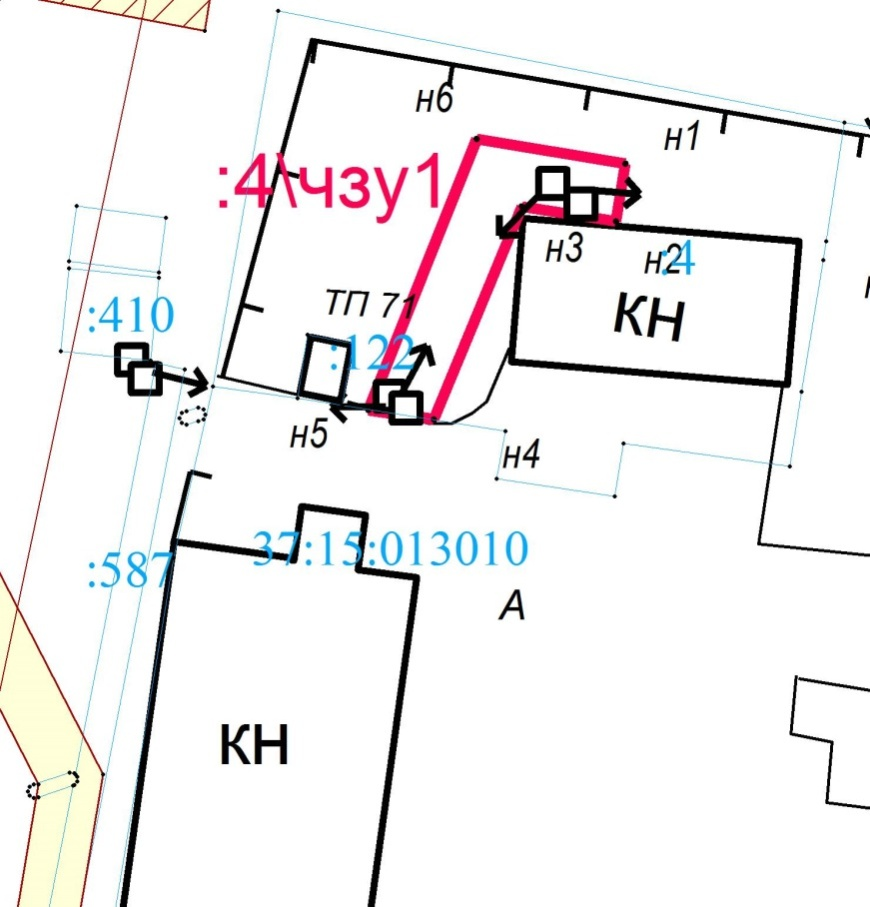 н6
н1
:4\чзу1
н3
н2
:4
ТП 71
КН
:410
:122
н5
н4
37:15:013010
:587
А
КН